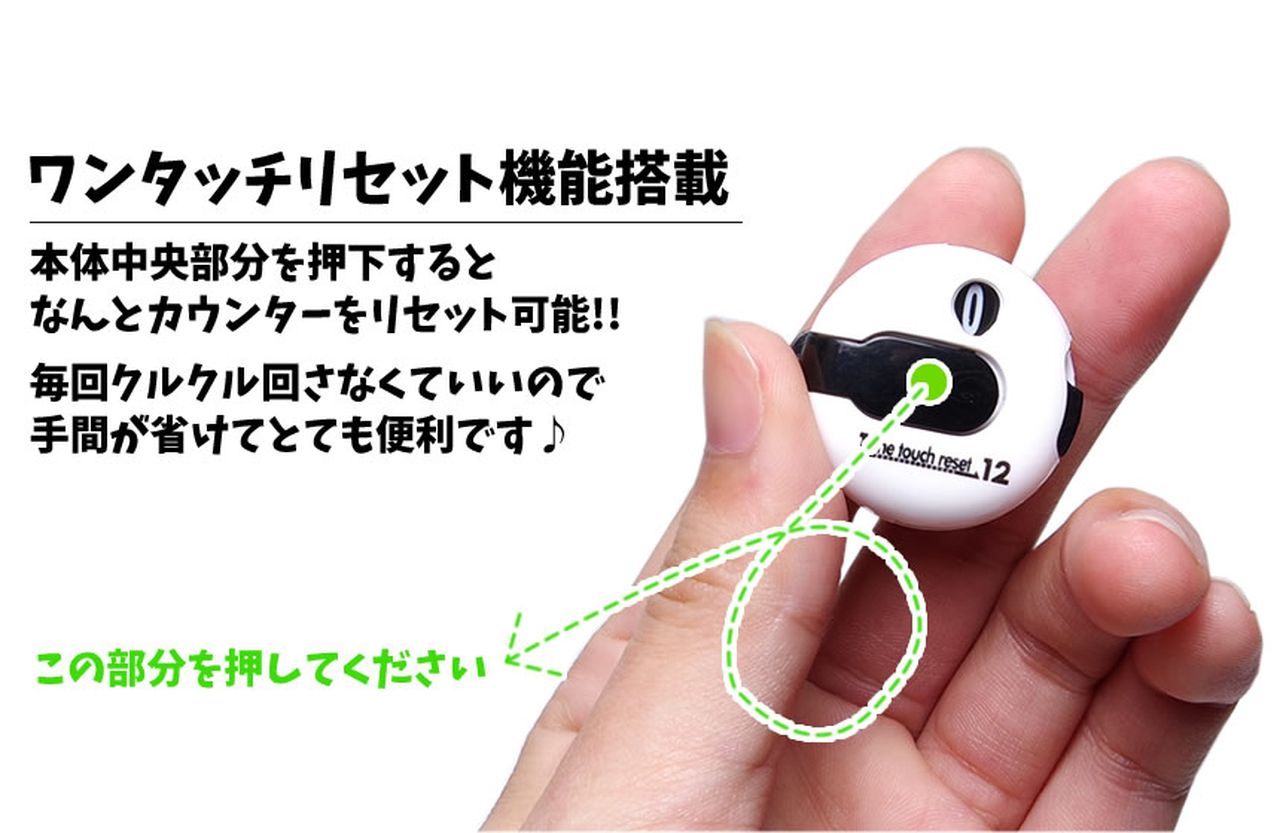 ワンタッチリセット機能搭載
本体中央部分を押下すると
なんとカウンターをリセット可能!!
毎回クルクル回さなくていいので
手間が省けてとても便利です♪
0
touch reset 12
この部分を押してください